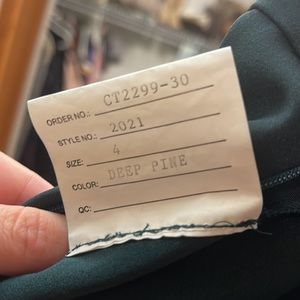 ORDER NO.: CT2299-30
STYLE NO.: 2021
SIZE: 4
COLOR: DEEP PINE
QC: